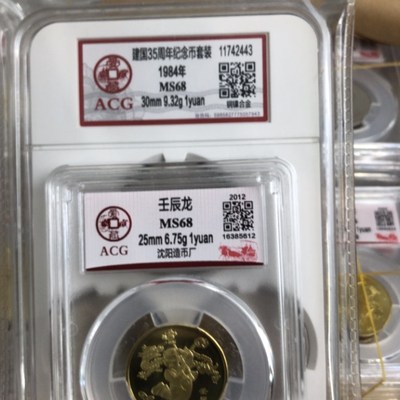 建国35周年纪念币套装 11742443
1984年
MS68
ACG
30mm 9.32g 1yuan
铜镍合金
壬辰龙
2012
MS68
ACG
25mm 6.75g 1yuan
16385612
沈阳造币厂